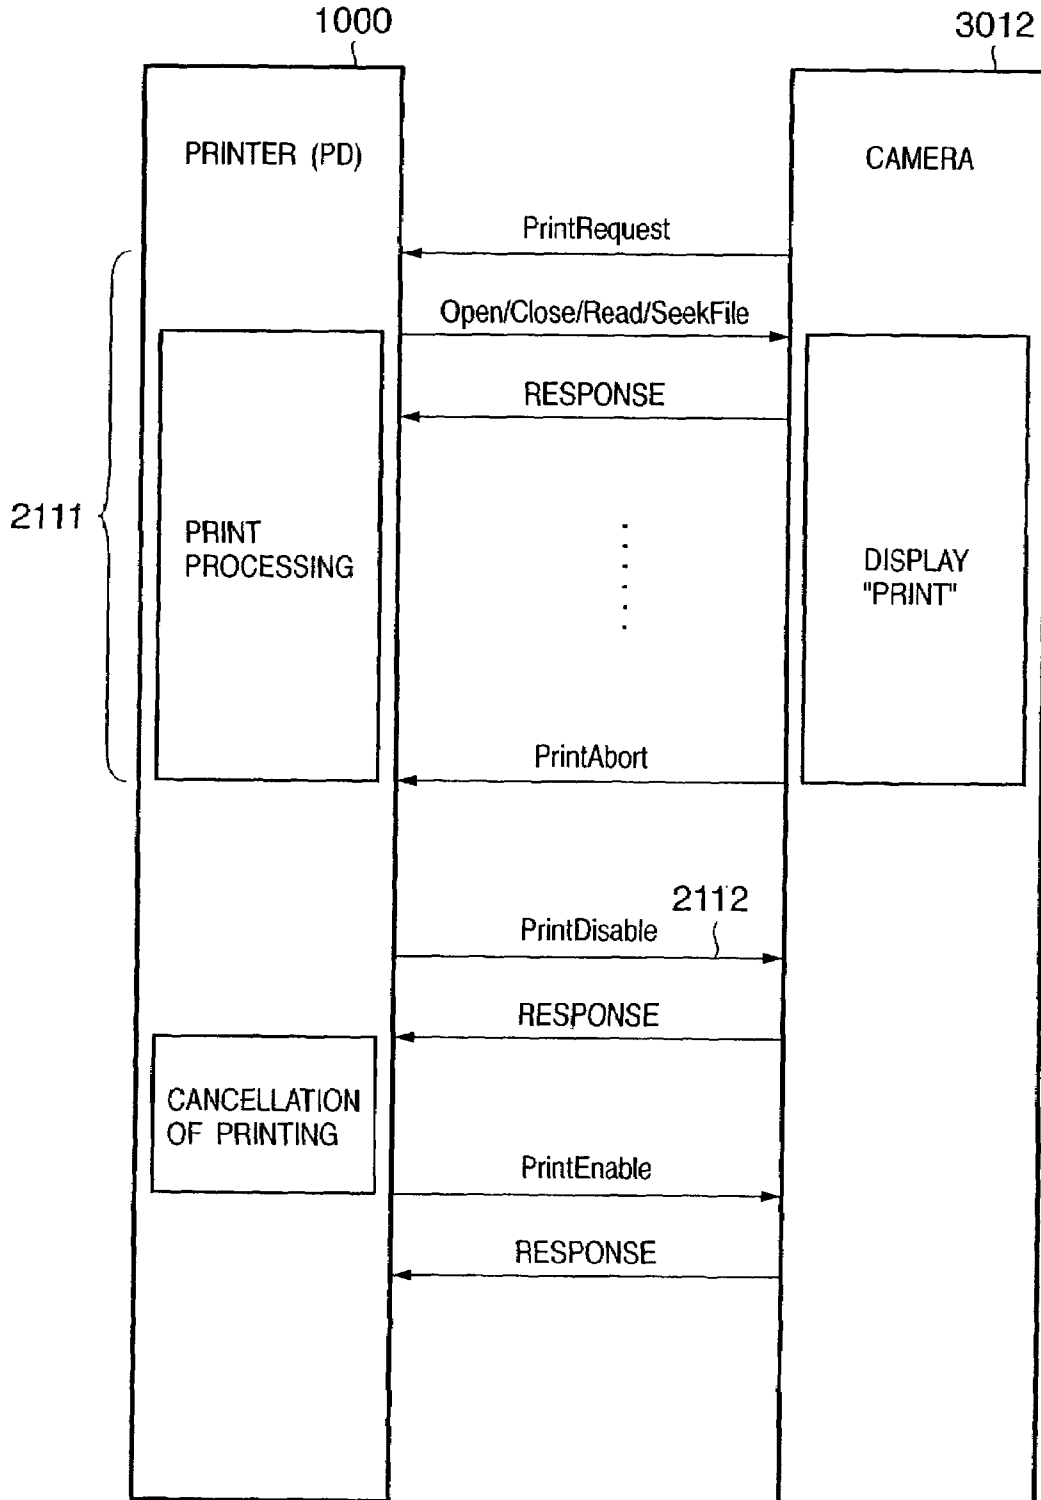 1000
3012
PRINTER (PD)
CAMERA
PrintRequest
Open/Close/Read/SeekFile
RESPONSE
2111
PRINT
PROCESSING
DISPLAY
"PRINT"
PrintAbort
2112
PrintDisable
RESPONSE
CANCELLATION
OF PRINTING
PrintEnable
RESPONSE